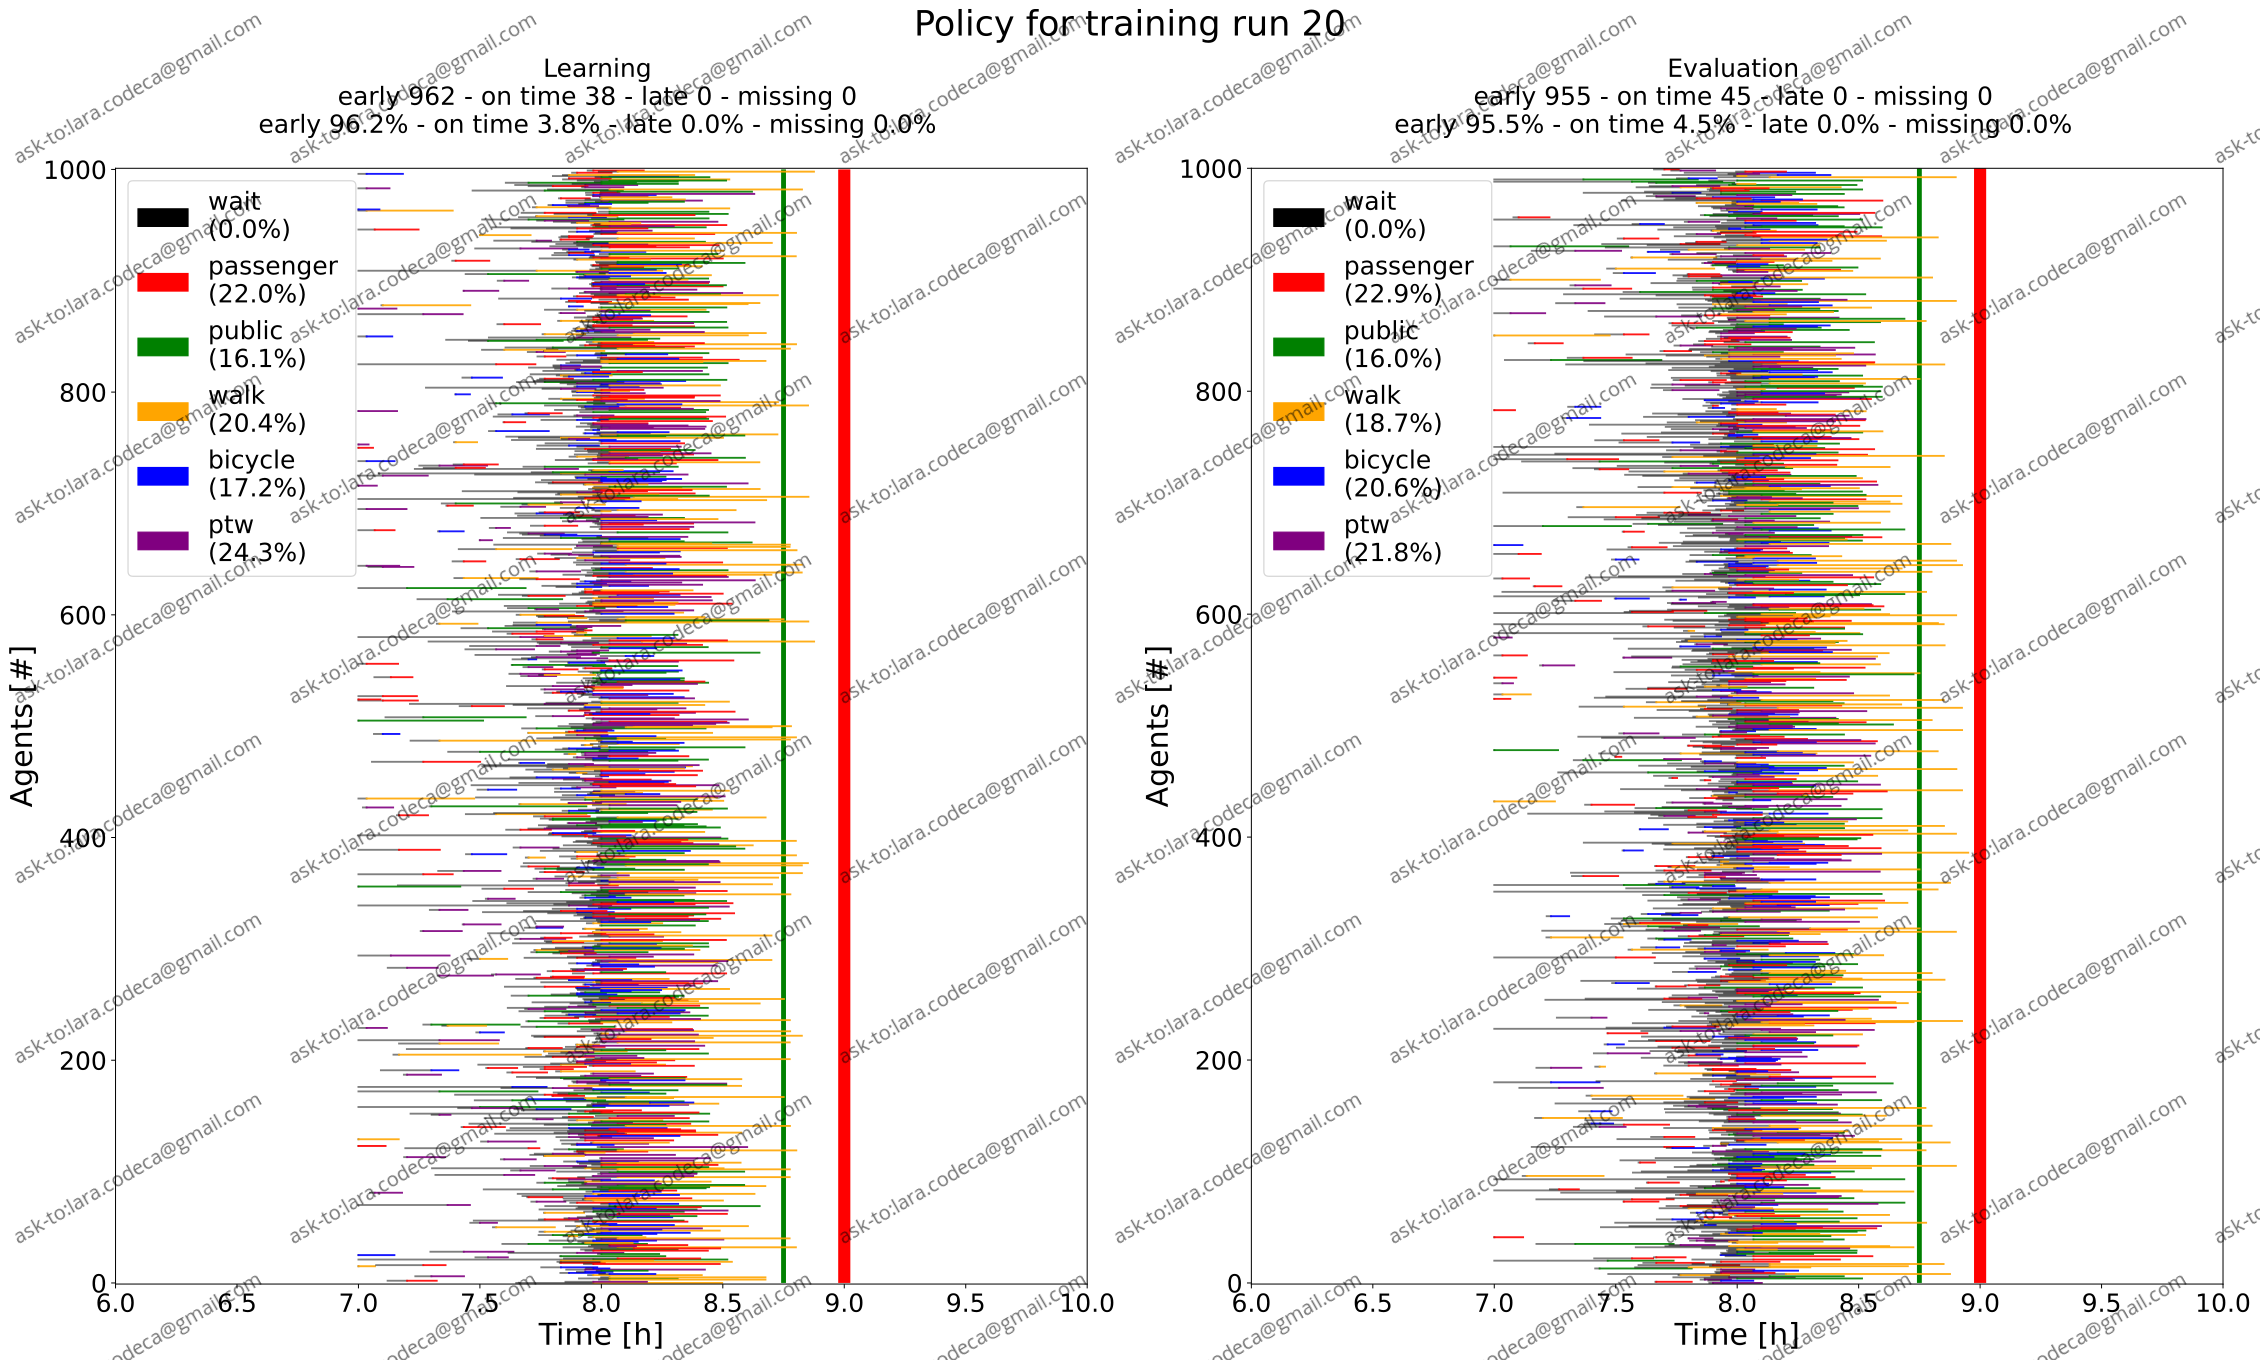 Policy for training run 20
Learning
early 962 - on time 38 - late 0 - missing 0
early 96.2% - on time 3.8% - late 0.0% - missing 0.0%
1000
800
600
400
200
0
Agents [#]
wait
(0.0%)
passenger
(22.0%)
public
(16.1%)
walk
(20.4%)
bicycle
(17.2%)
ptw
(24.3%)
6.0 6.5 7.0 7.5 8.0 8.5 9.0 9.5 10.0
Time [h]
Evaluation
early 955 - on time 45 - late 0 - missing 0
early 95.5% - on time 4.5% - late 0.0% - missing 0.0%
1000
800
600
400
200
0
Agents [#]
wait
(0.0%)
passenger
(22.9%)
public
(16.0%)
walk
(18.7%)
bicycle
(20.6%)
ptw
(21.8%)
6.0 6.5 7.0 7.5 8.0 8.5 9.0 9.5 10.0
Time [h]
ask-to:lara.codeca@gmail.com